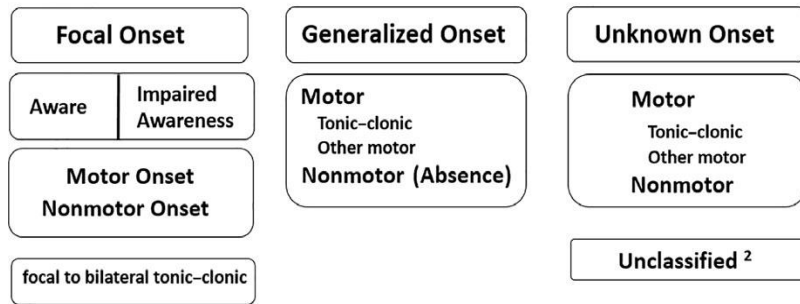 Focal Onset
Aware
Impaired
Awareness
Motor Onset
Nonmotor Onset
focal to bilateral tonic–clonic
Generalized Onset
Motor
Tonic–clonic
Other motor
Nonmotor (Absence)
Unknown Onset
Motor
Tonic–clonic
Other motor
Nonmotor
Unclassified ²